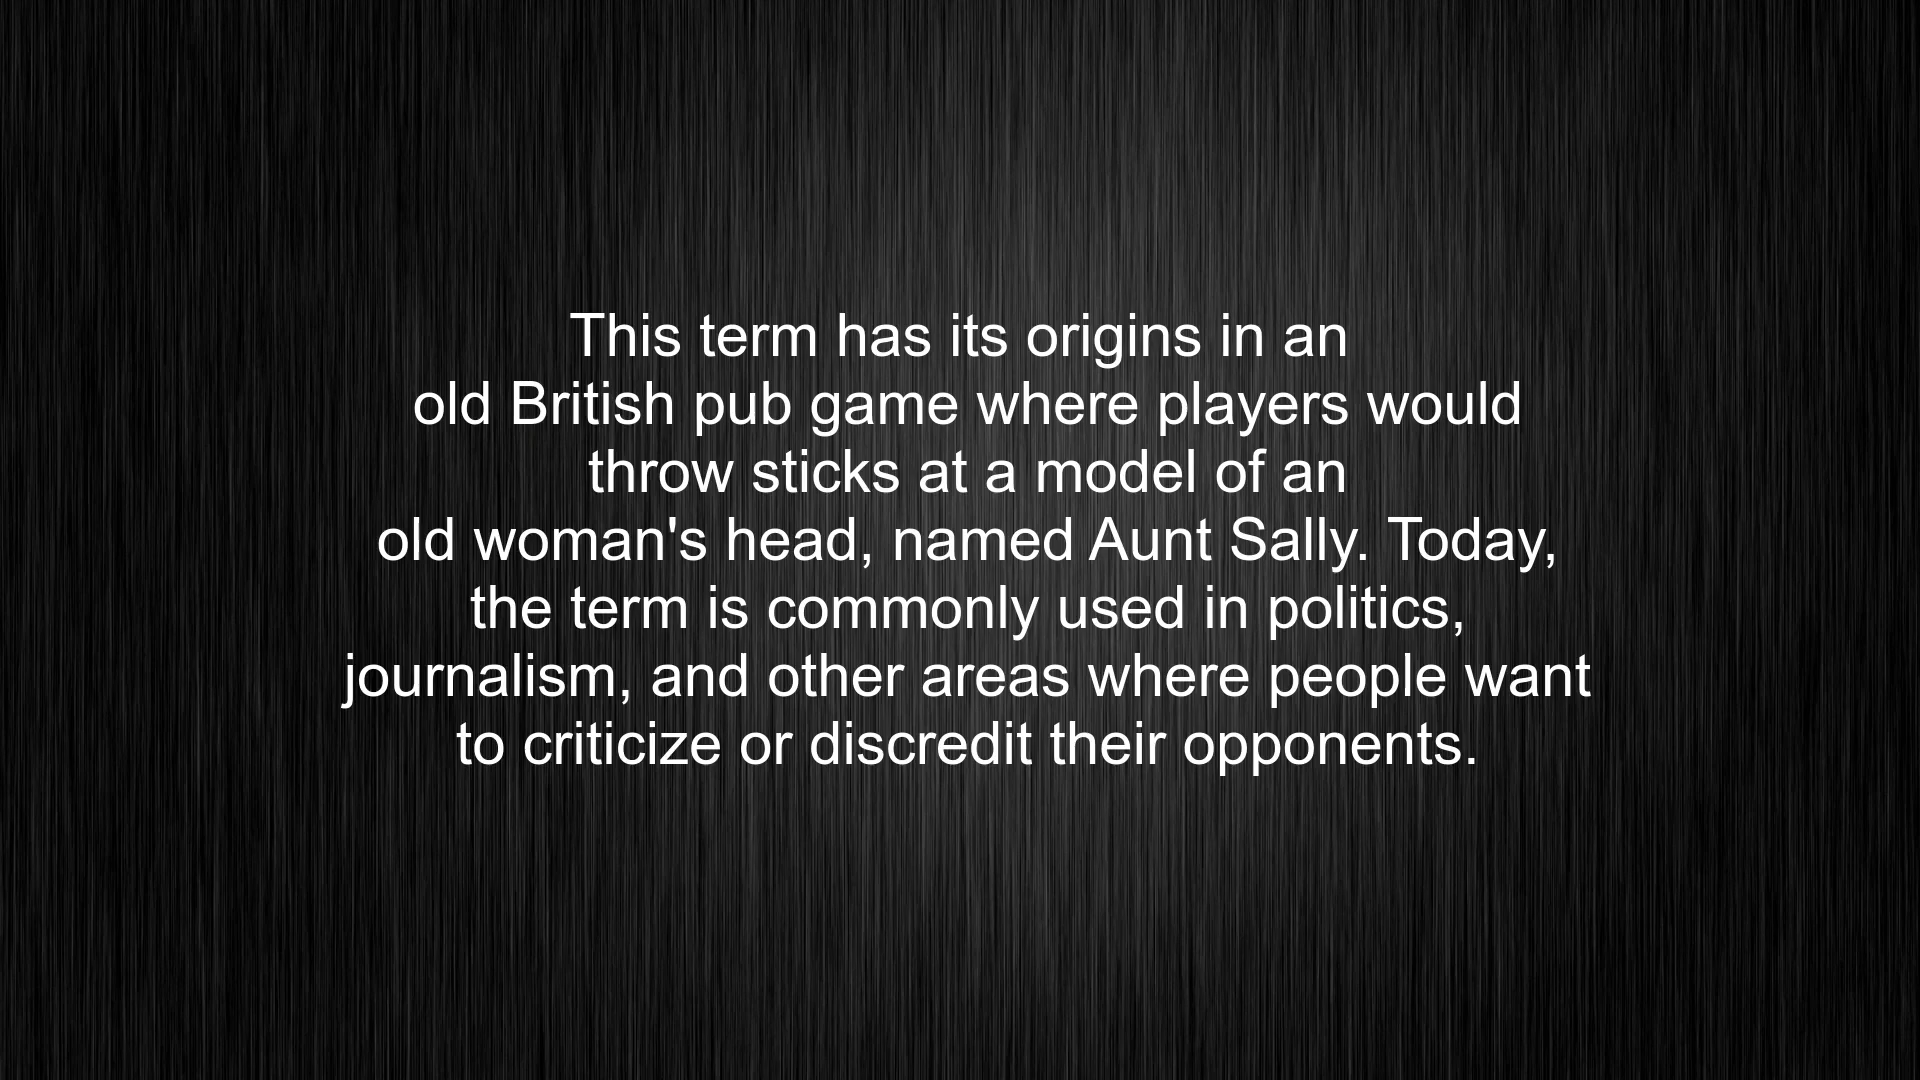 This term has its origins in an
old British pub game where players would
throw sticks at a model of an
old woman's head, named Aunt Sally. Today,
the term is commonly used in politics,
journalism, and other areas where people want
to criticize or discredit their opponents.